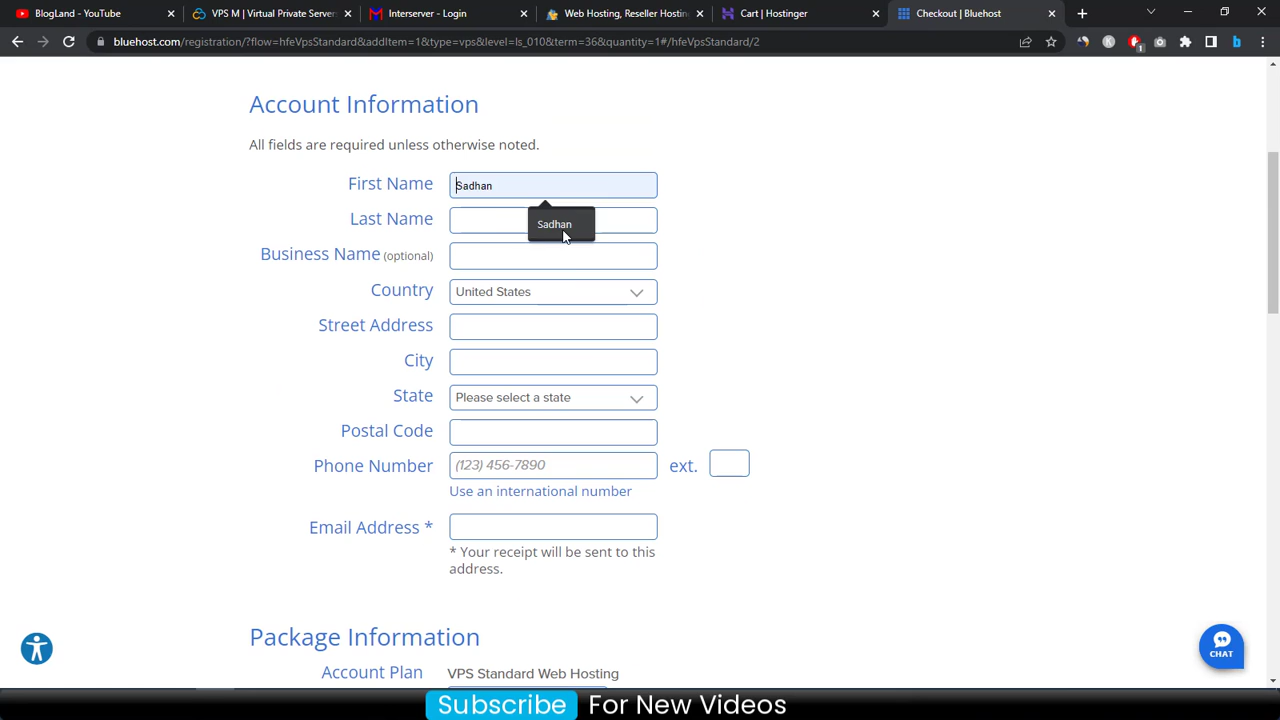 BlogLand - YouTube
VPS M | Virtual Private Server
Interserver - Login
Web Hosting, Reseller Hosting
Cart | Hostinger
Checkout | Bluehost
bluehost.com/registration/?flow=hfeVpsStandard&addItem=1&type=vps&level=ls_010&term=36&quantity=1#/hfeVpsStandard/2
1
b
Account Information
All fields are required unless otherwise noted.
First Name
Sadhan
Last Name
Sadhan
Business Name (optional)
Country
United States
Street Address
City
State
Please select a state
Postal Code
Phone Number
(123) 456-7890
ext.
Use an international number
Email Address *
* Your receipt will be sent to this
address.
Package Information
Account Plan
VPS Standard Web Hosting
CHAT
Subscribe For New Videos